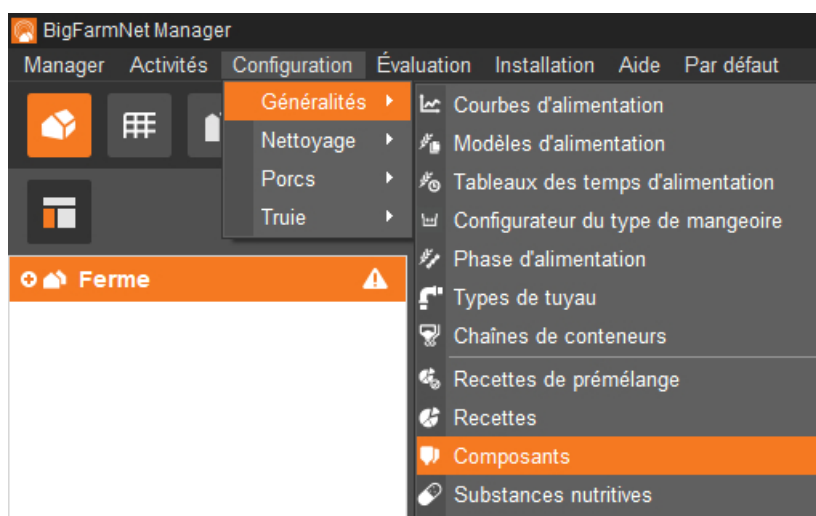 BigFarmNet Manager
Manager Activités Configuration Évaluation Installation Aide Par défaut
Généralités
Nettoyage
Porcs
Truie
Courbes d'alimentation
Modèles d'alimentation
Tableaux des temps d'alimentation
Configurateur du type de mangeoire
Phase d'alimentation
Types de tuyau
Chaînes de conteneurs
Recettes de prémélange
Recettes
Composants
Substances nutritives
Ferme